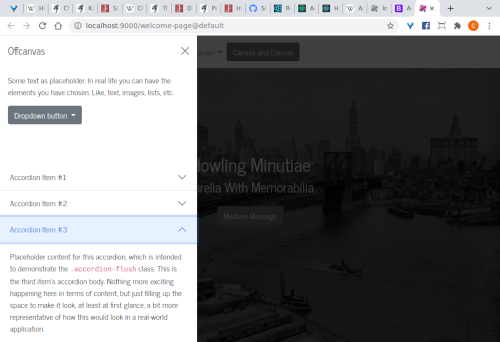 localhost:9000/welcome-page@default
Offcanvas
Canvas and Caucus
Some text as placeholder. In real life you can have the
elements you have chosen. Like, text, images, lists, etc.
Dropdown button
Howling Minutiae
With Memorabilia
Medium Message
Accordion Item #1
Accordion Item #2
Accordion Item #3
Placeholder content for this accordion, which is intended
to demonstrate the .accordion-flush class. This is
the third item's accordion body. Nothing more exciting
happening here in terms of content, but just filling up the
space to make it look, at least at first glance, a bit more
representative of how this would look in a real-world
application.